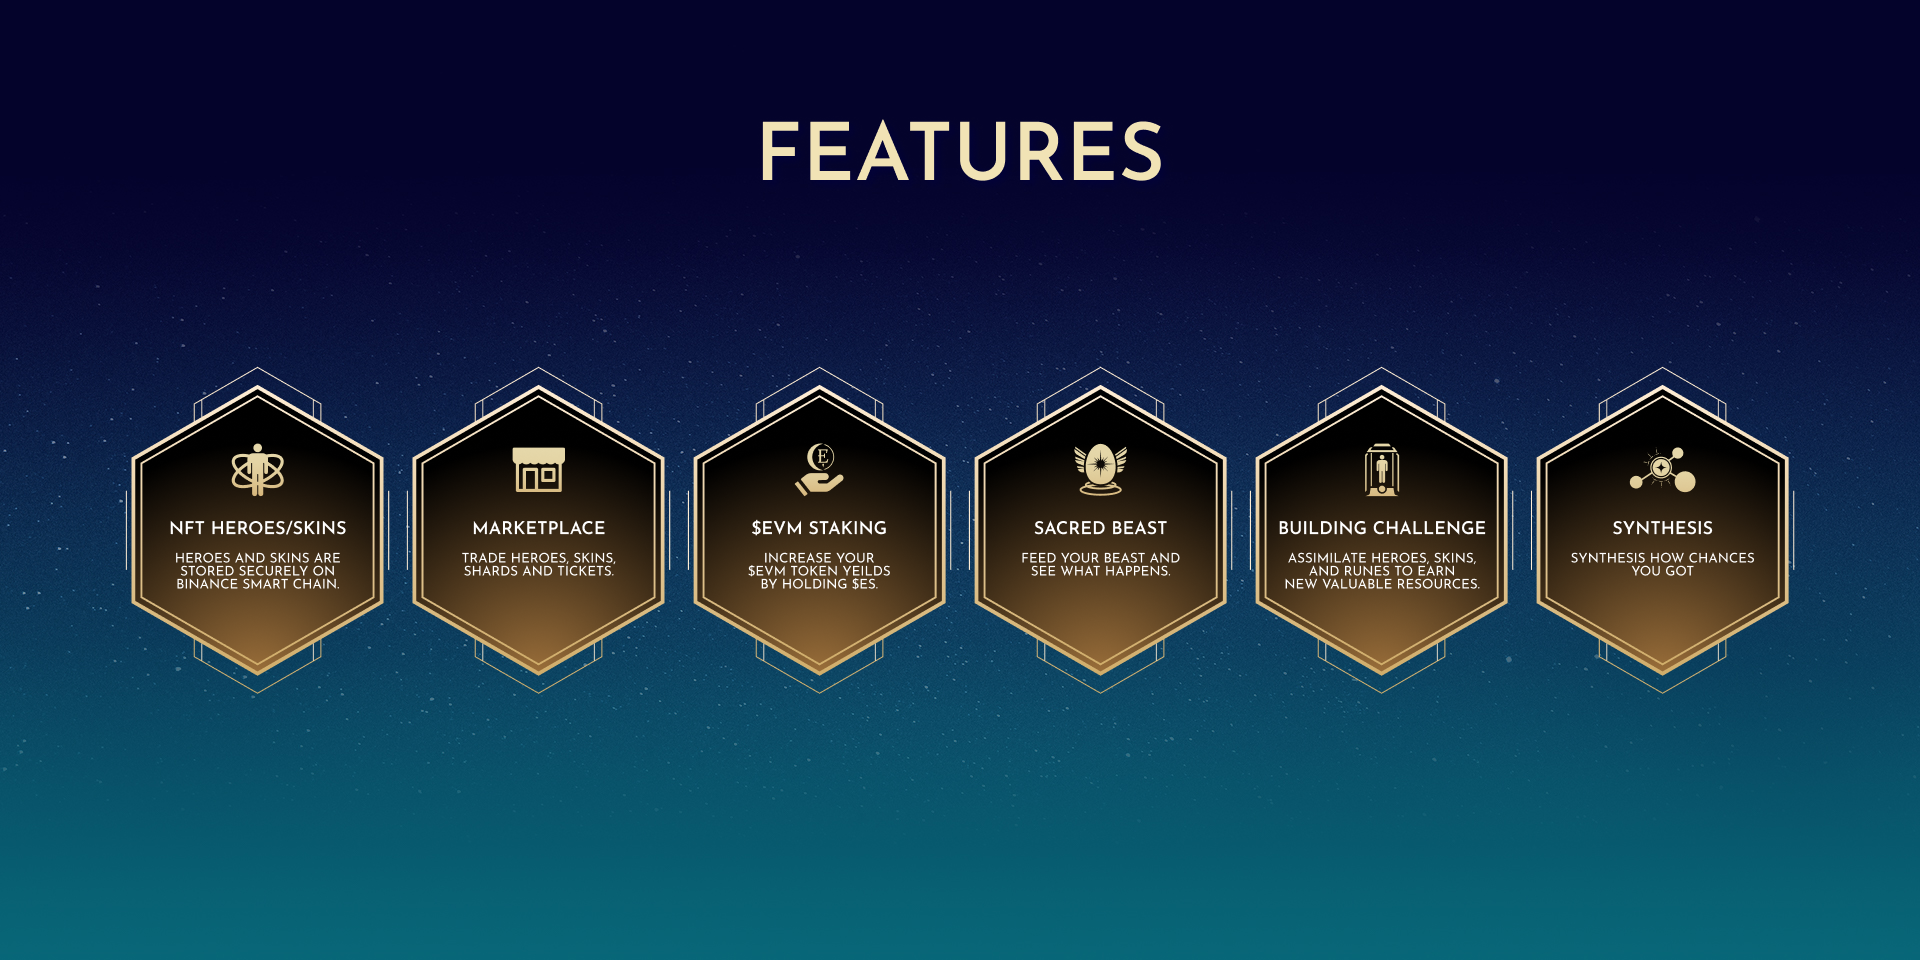 FEATURES
NFT HEROES/SKINS
HEROES AND SKINS ARE
STORED SECURELY ON
BINANCE SMART CHAIN.
MARKETPLACE
TRADE HEROES, SKINS,
SHARDS AND TICKETS.
E
$EVM STAKING
INCREASE YOUR
$EVM TOKEN YEILDS
BY HOLDING $ES.
SACRED BEAST
FEED YOUR BEAST AND
SEE WHAT HAPPENS.
BUILDING CHALLENGE
ASSIMILATE HEROES, SKINS,
AND RUNES TO EARN
NEW VALUABLE RESOURCES.
SYNTHESIS
SYNTHESIS HOW CHANCES
YOU GOT